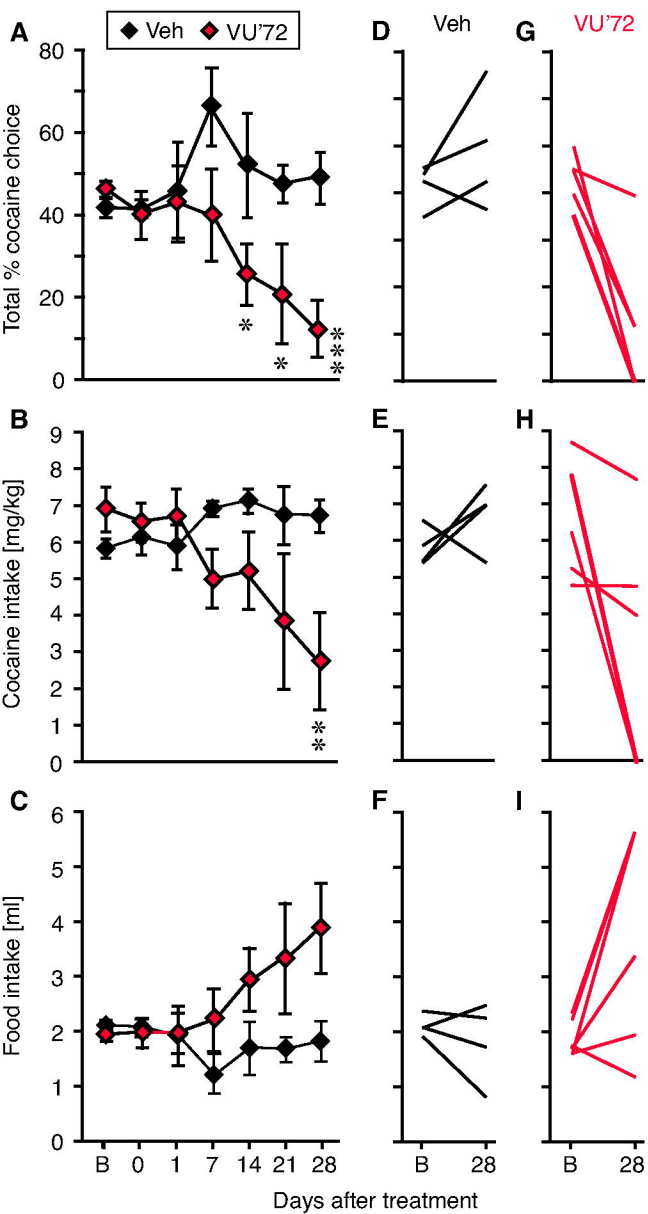 A
Veh VU'72
D
Veh
G
VU'72
Total % cocaine choice
80
60
40
20
0
*
*
***
B
Cocaine intake [mg/kg]
9
8
7
6
5
4
3
2
1
0
**
E
H
C
Food intake [ml]
6
5
4
3
2
1
0
F
I
B 0 1 7 14 21 28
B 28
B 28
Days after treatment